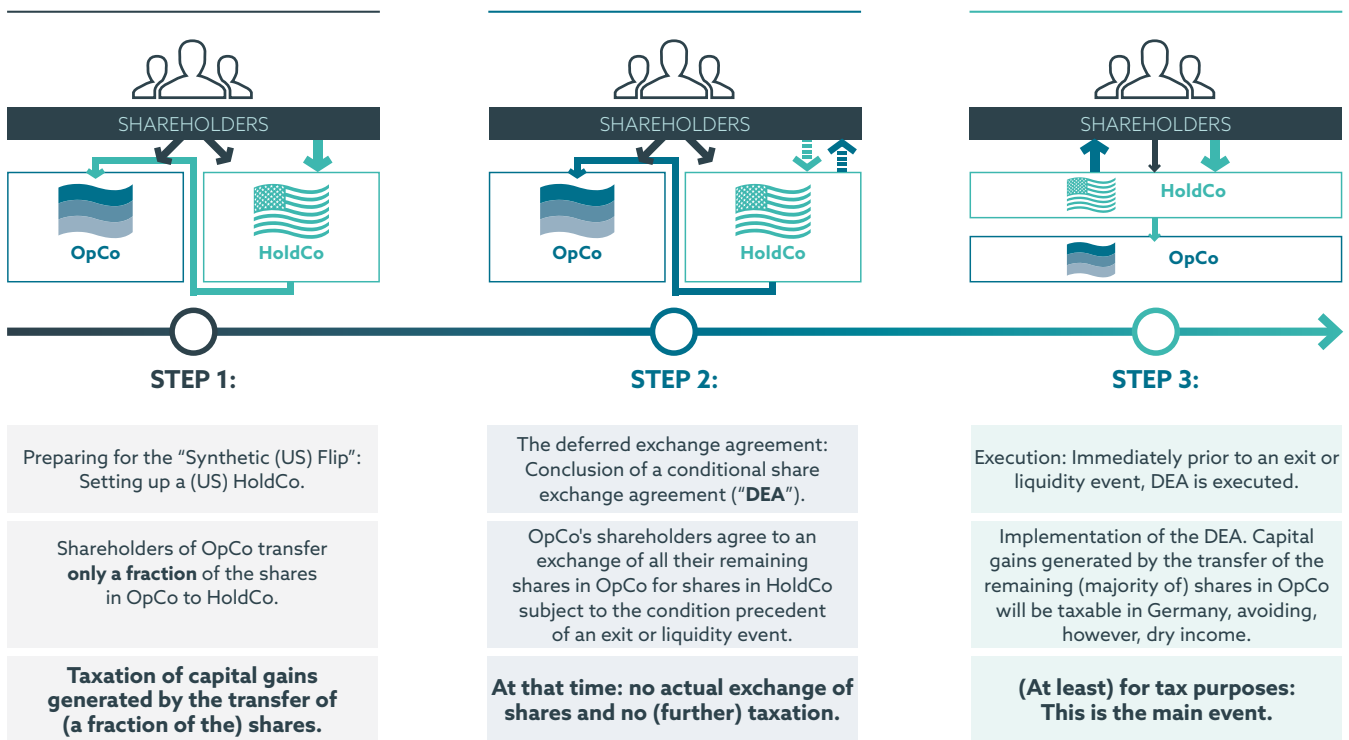 SHAREHOLDERS
OpCo
HoldCo
STEP 1:
Preparing for the “Synthetic (US) Flip”:
Setting up a (US) HoldCo.
Shareholders of OpCo transfer
only a fraction of the shares
in OpCo to HoldCo.
Taxation of capital gains
generated by the transfer of
(a fraction of the) shares.
SHAREHOLDERS
OpCo
HoldCo
STEP 2:
The deferred exchange agreement:
Conclusion of a conditional share
exchange agreement (“DEA”).
OpCo's shareholders agree to an
exchange of all their remaining
shares in OpCo for shares in HoldCo
subject to the condition precedent
of an exit or liquidity event.
At that time: no actual exchange of
shares and no (further) taxation.
SHAREHOLDERS
HoldCo
OpCo
STEP 3:
Execution: Immediately prior to an exit or
liquidity event, DEA is executed.
Implementation of the DEA. Capital
gains generated by the transfer of the
remaining (majority of) shares in OpCo
will be taxable in Germany, avoiding,
however, dry income.
(At least) for tax purposes:
This is the main event.